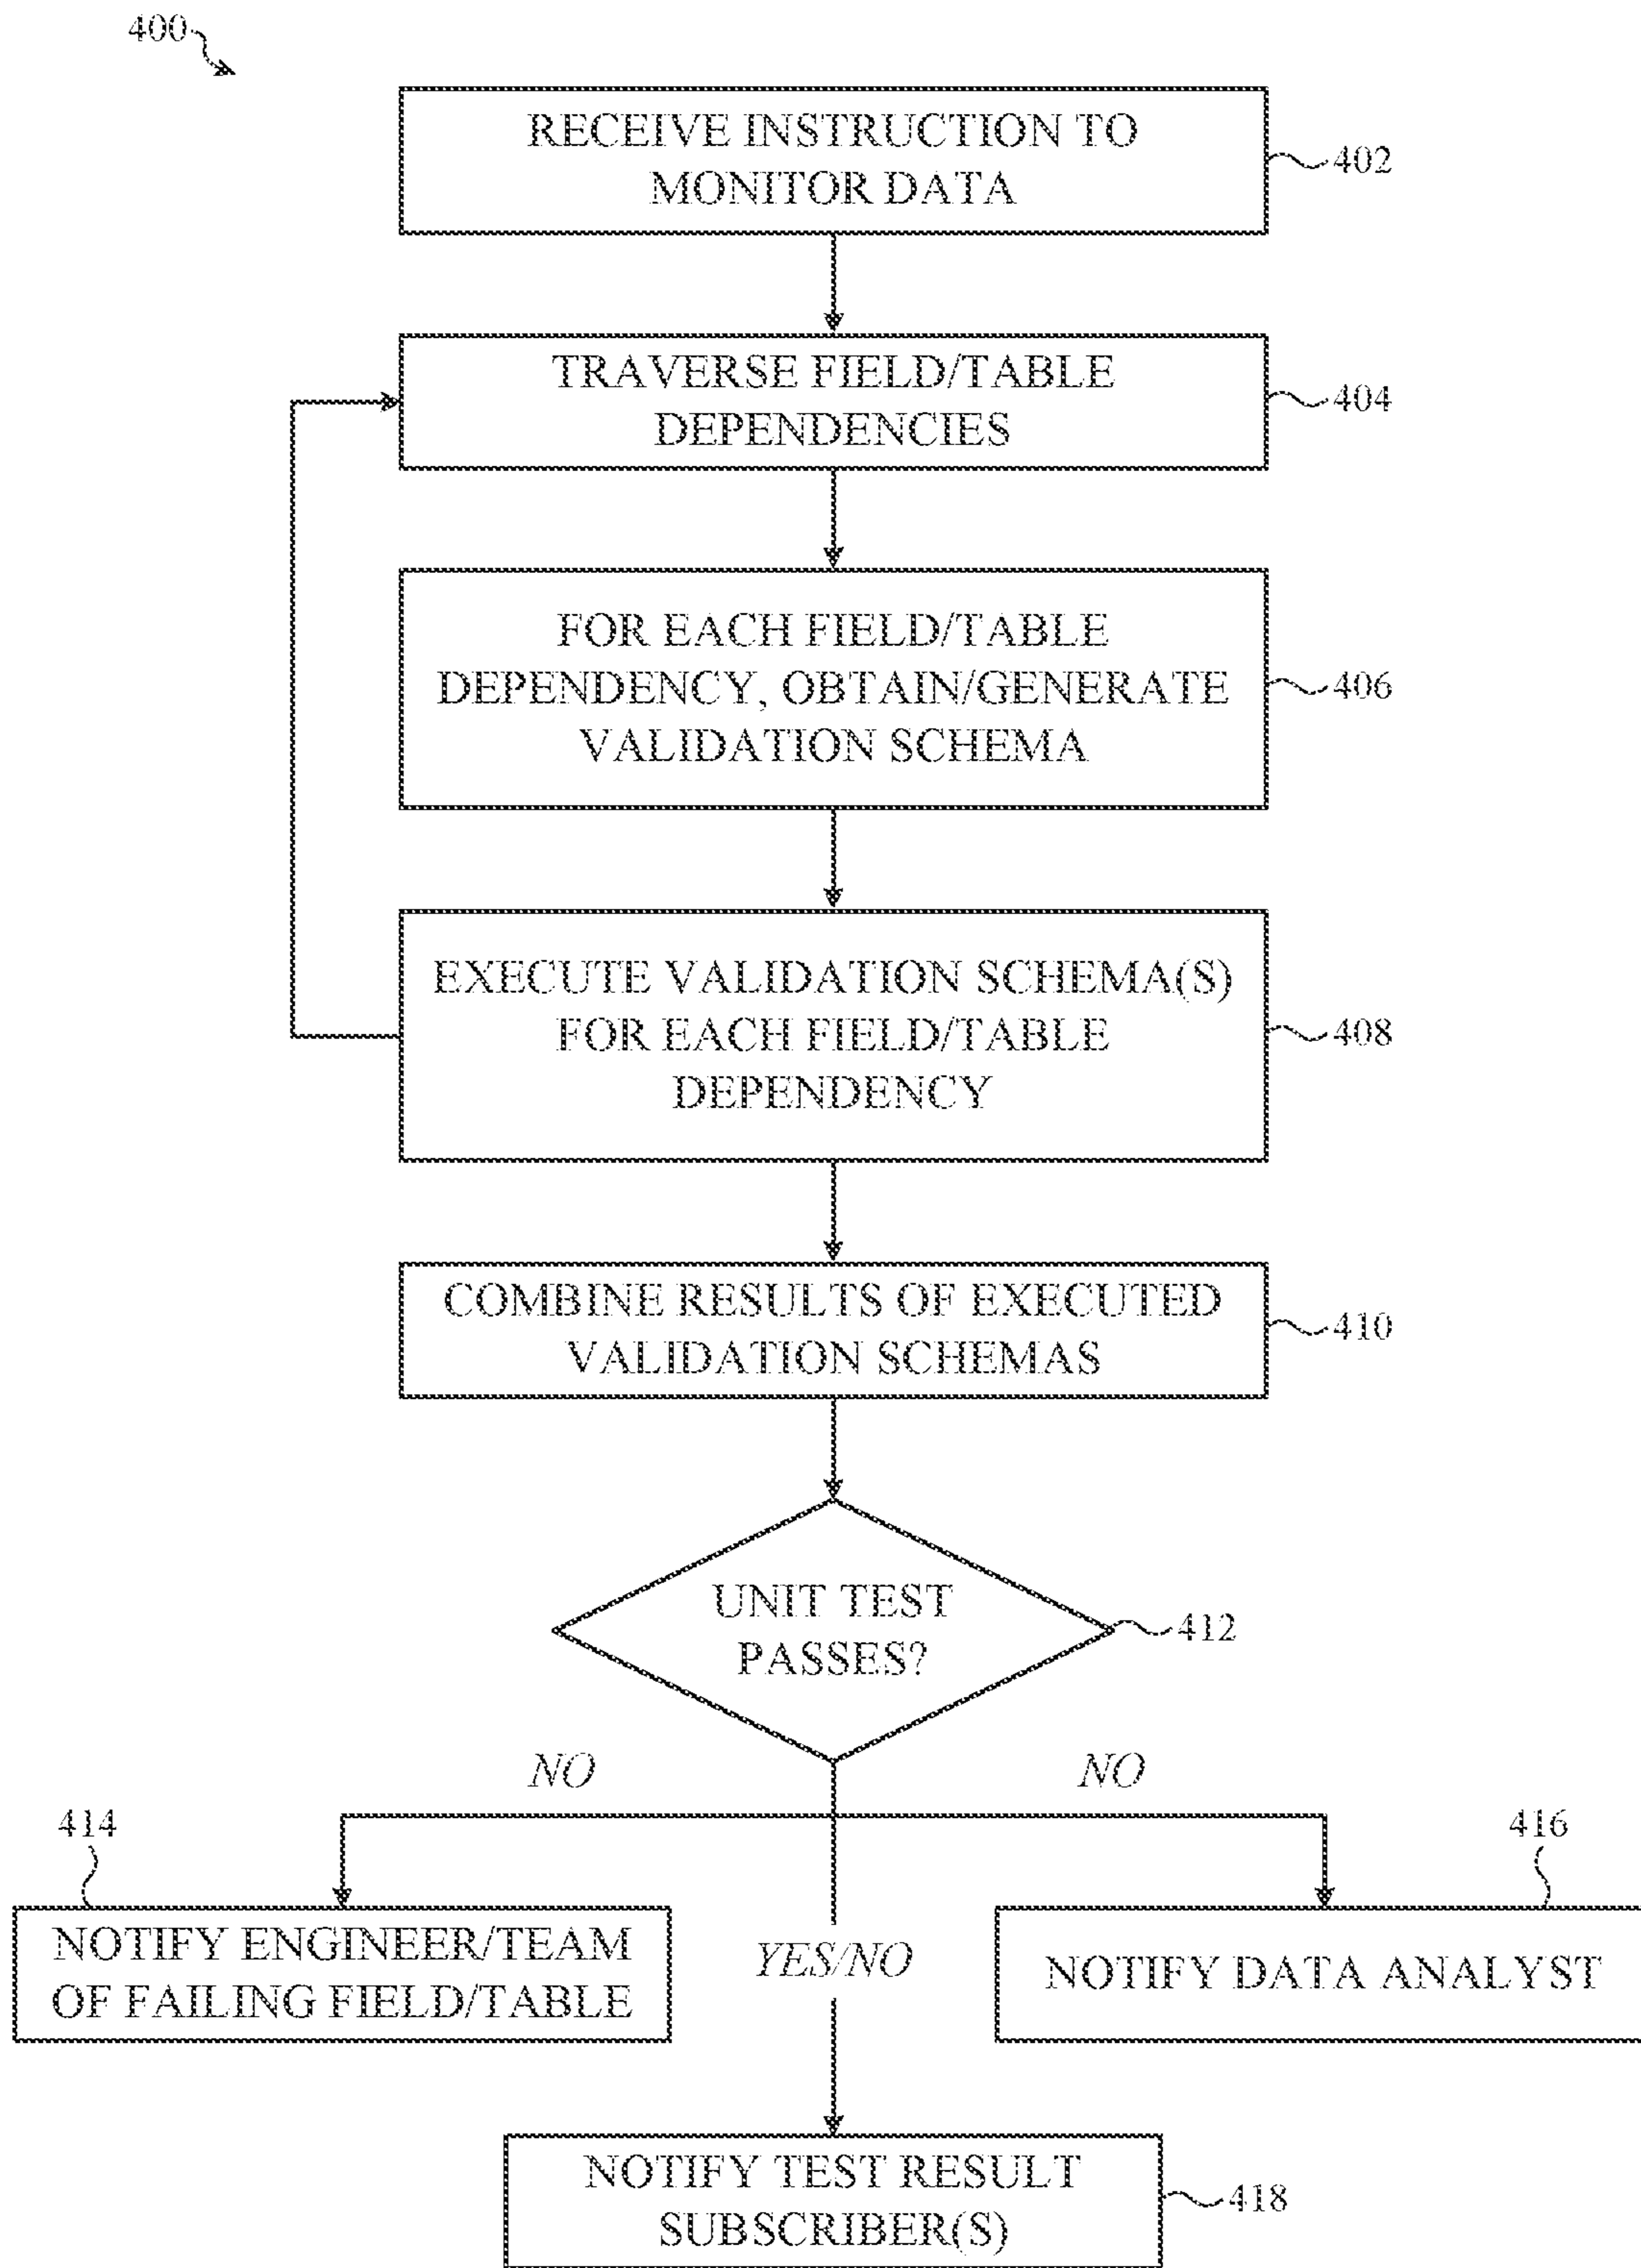 400
RECEIVE INSTRUCTION TO
MONITOR DATA
402
TRAVERSE FIELD/TABLE
DEPENDENCIES
404
FOR EACH FIELD/TABLE
DEPENDENCY, OBTAIN/GENERATE
VALIDATION SCHEMA
406
EXECUTE VALIDATION SCHEMA(S)
FOR EACH FIELD/TABLE
DEPENDENCY
408
COMBINE RESULTS OF EXECUTED
VALIDATION SCHEMAS
410
UNIT TEST
PASSES?
412
NO
NO
414
416
NOTIFY ENGINEER/TEAM
OF FAILING FIELD/TABLE
YES/NO
NOTIFY DATA ANALYST
NOTIFY TEST RESULT
SUBSCRIBER(S)
418